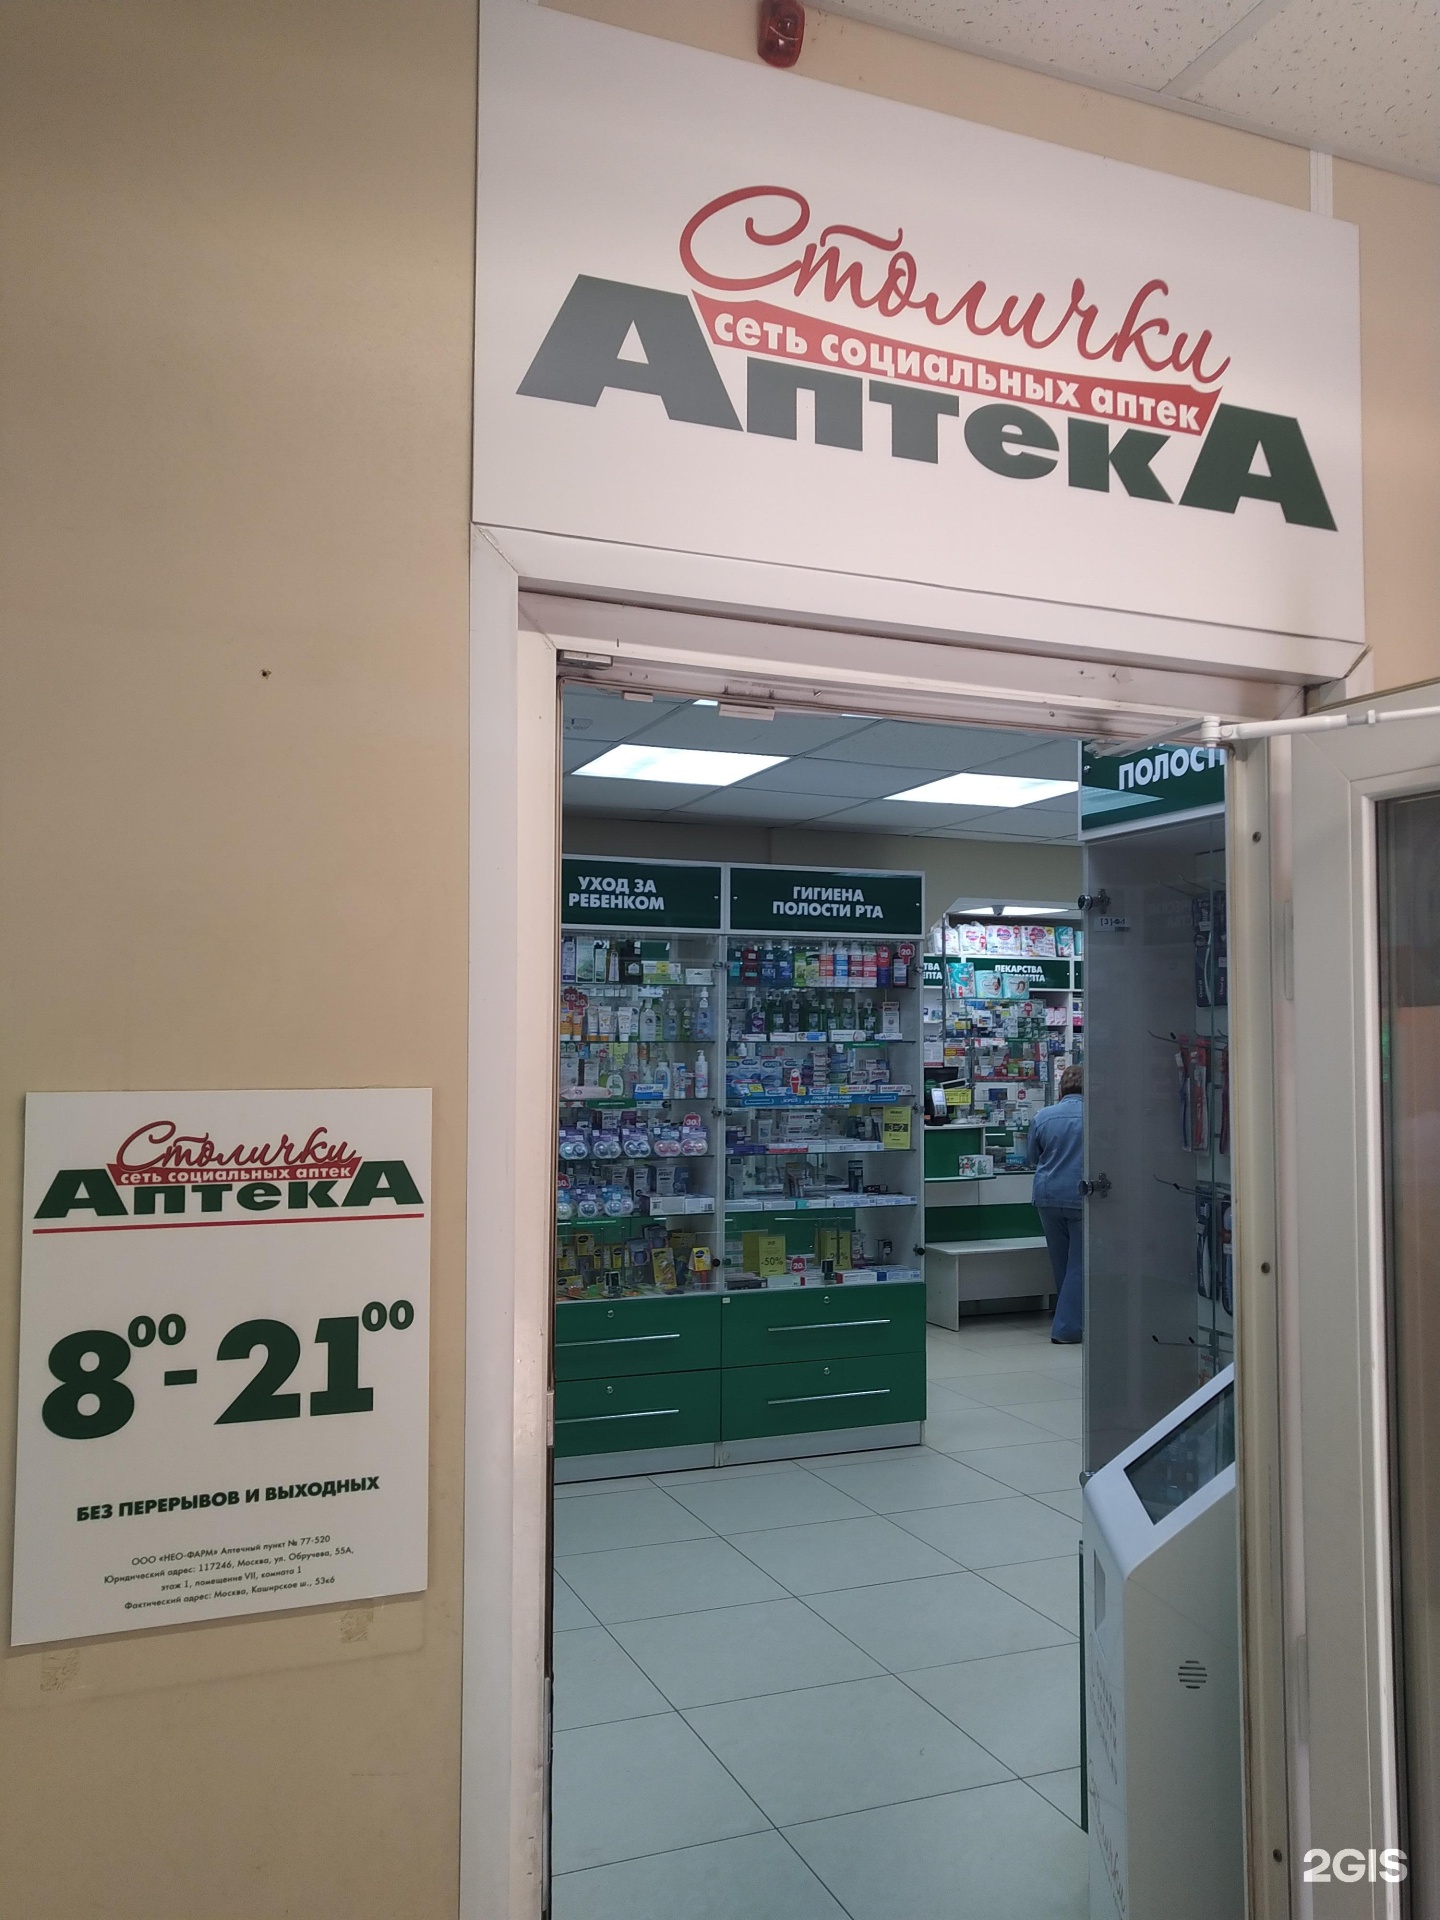 Столички
сеть социальных аптек
Аптека
ПОЛОСТИ
УХОД ЗА
РЕБЕНКОМ
ГИГИЕНА
ПОЛОСТИ РТА
ЛЕКАРСТВА
-50%
Столички
сеть социальных аптек
Аптека
8⁰⁰ - 21⁰⁰
БЕЗ ПЕРЕРЫВОВ И ВЫХОДНЫХ
ООО «НЕО-ФАРМ» Аптечный пункт № 77-520
Юридический адрес: 117246, Москва, ул. Обручева, 55А,
этаж 1, помещение VII, комната 1
Фактический адрес: Москва, Каширское ш., 53к6
2GIS